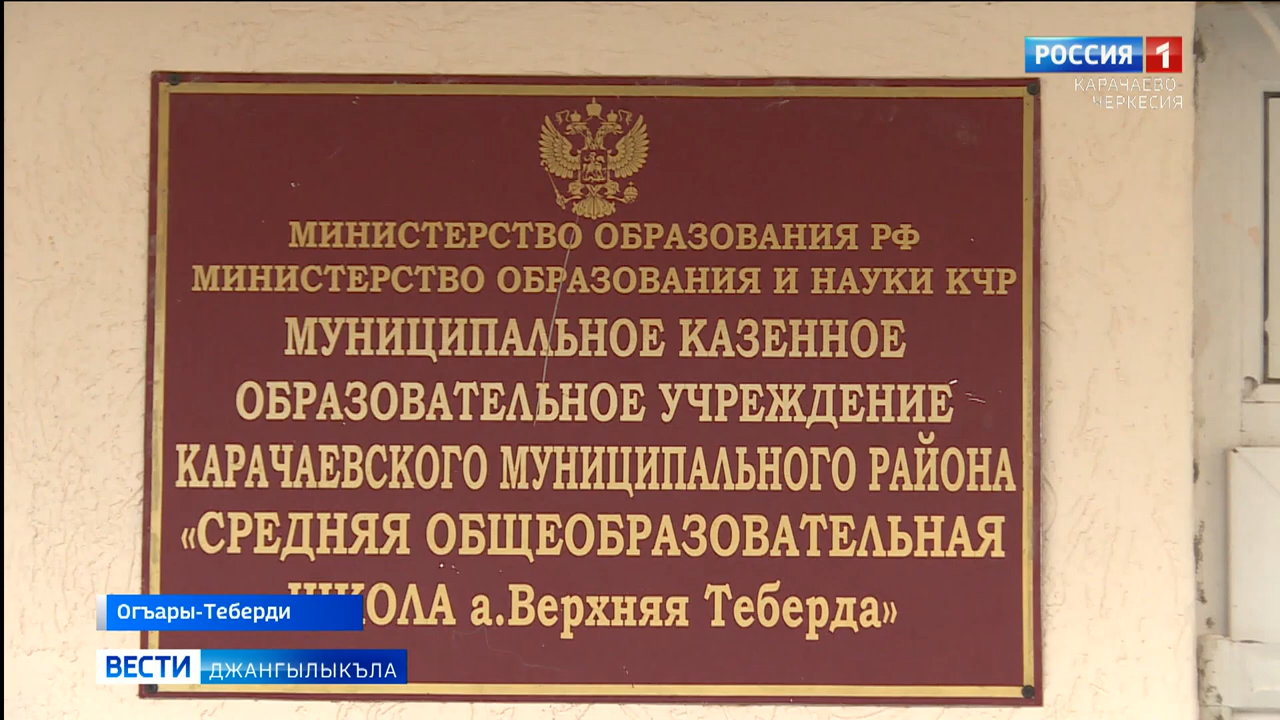 РОССИЯ 1
КАРАЧАЕВО-
ЧЕРКЕСИЯ
МИНИСТЕРСТВО ОБРАЗОВАНИЯ РФ
МИНИСТЕРСТВО ОБРАЗОВАНИЯ И НАУКИ КЧР
МУНИЦИПАЛЬНОЕ КАЗЕННОЕ
ОБРАЗОВАТЕЛЬНОЕ УЧРЕЖДЕНИЕ
КАРАЧАЕВСКОГО МУНИЦИПАЛЬНОГО РАЙОНА
«СРЕДНЯЯ ОБЩЕОБРАЗОВАТЕЛЬНАЯ
ШКОЛА а.Верхняя Теберда»
Огъары-Теберди
ВЕСТИ ДЖАНГЫЛЫКЪЛА